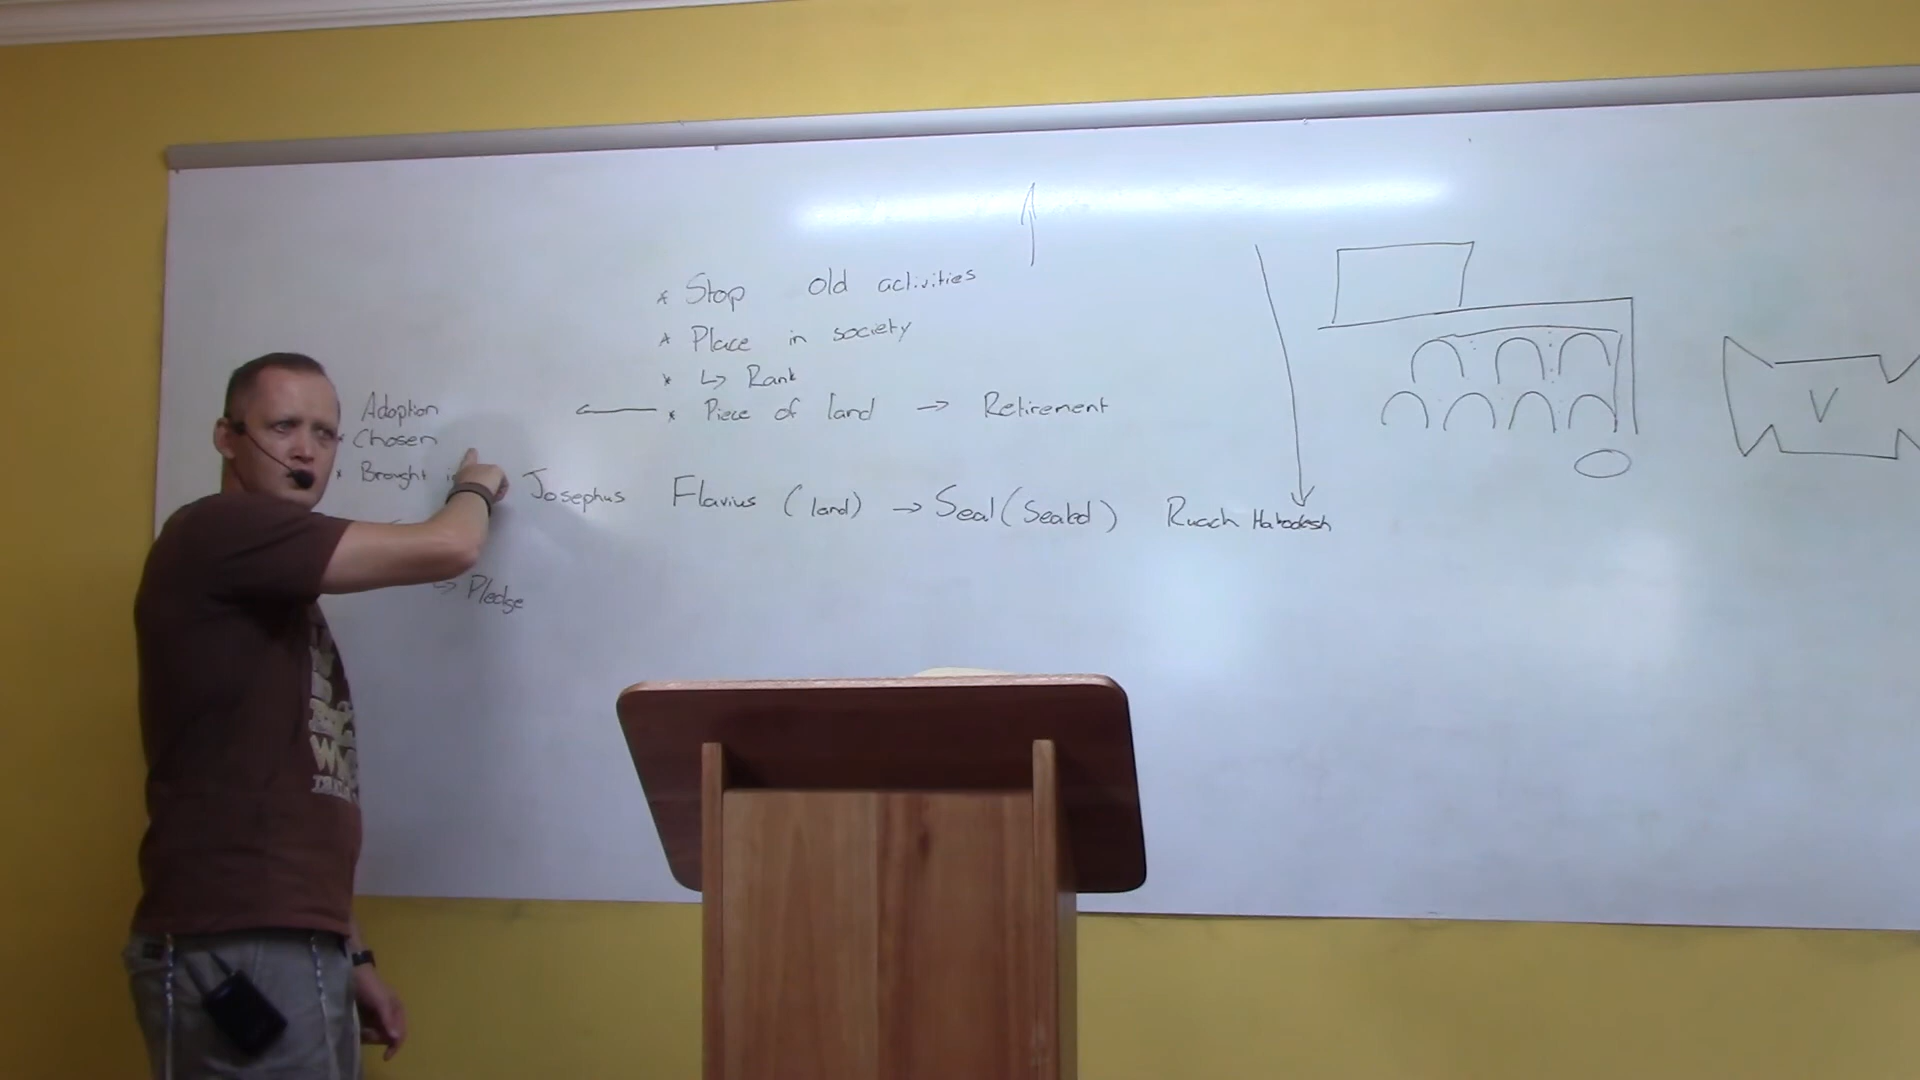 * Stop old activities
* Place in society
* ↳ Rank
← * Piece of land → Retirement
Adoption
* Chosen
* Brought
Josephus Flavius (land) → Seal (Sealed) Ruach Hakodesh
↳ Pledge
V